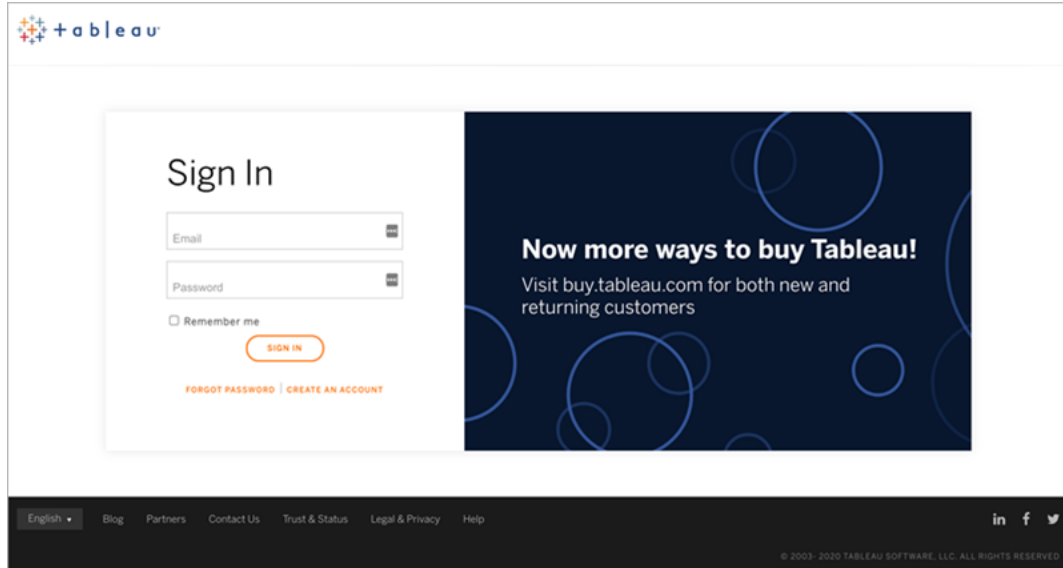 +ableau
Sign In
Email
Password
Remember me
SIGN IN
FORGOT PASSWORD | CREATE AN ACCOUNT
Now more ways to buy Tableau!
Visit buy.tableau.com for both new and
returning customers
English Blog Partners Contact Us Trust & Status Legal & Privacy Help
© 2003- 2020 TABLEAU SOFTWARE, LLC. ALL RIGHTS RESERVED